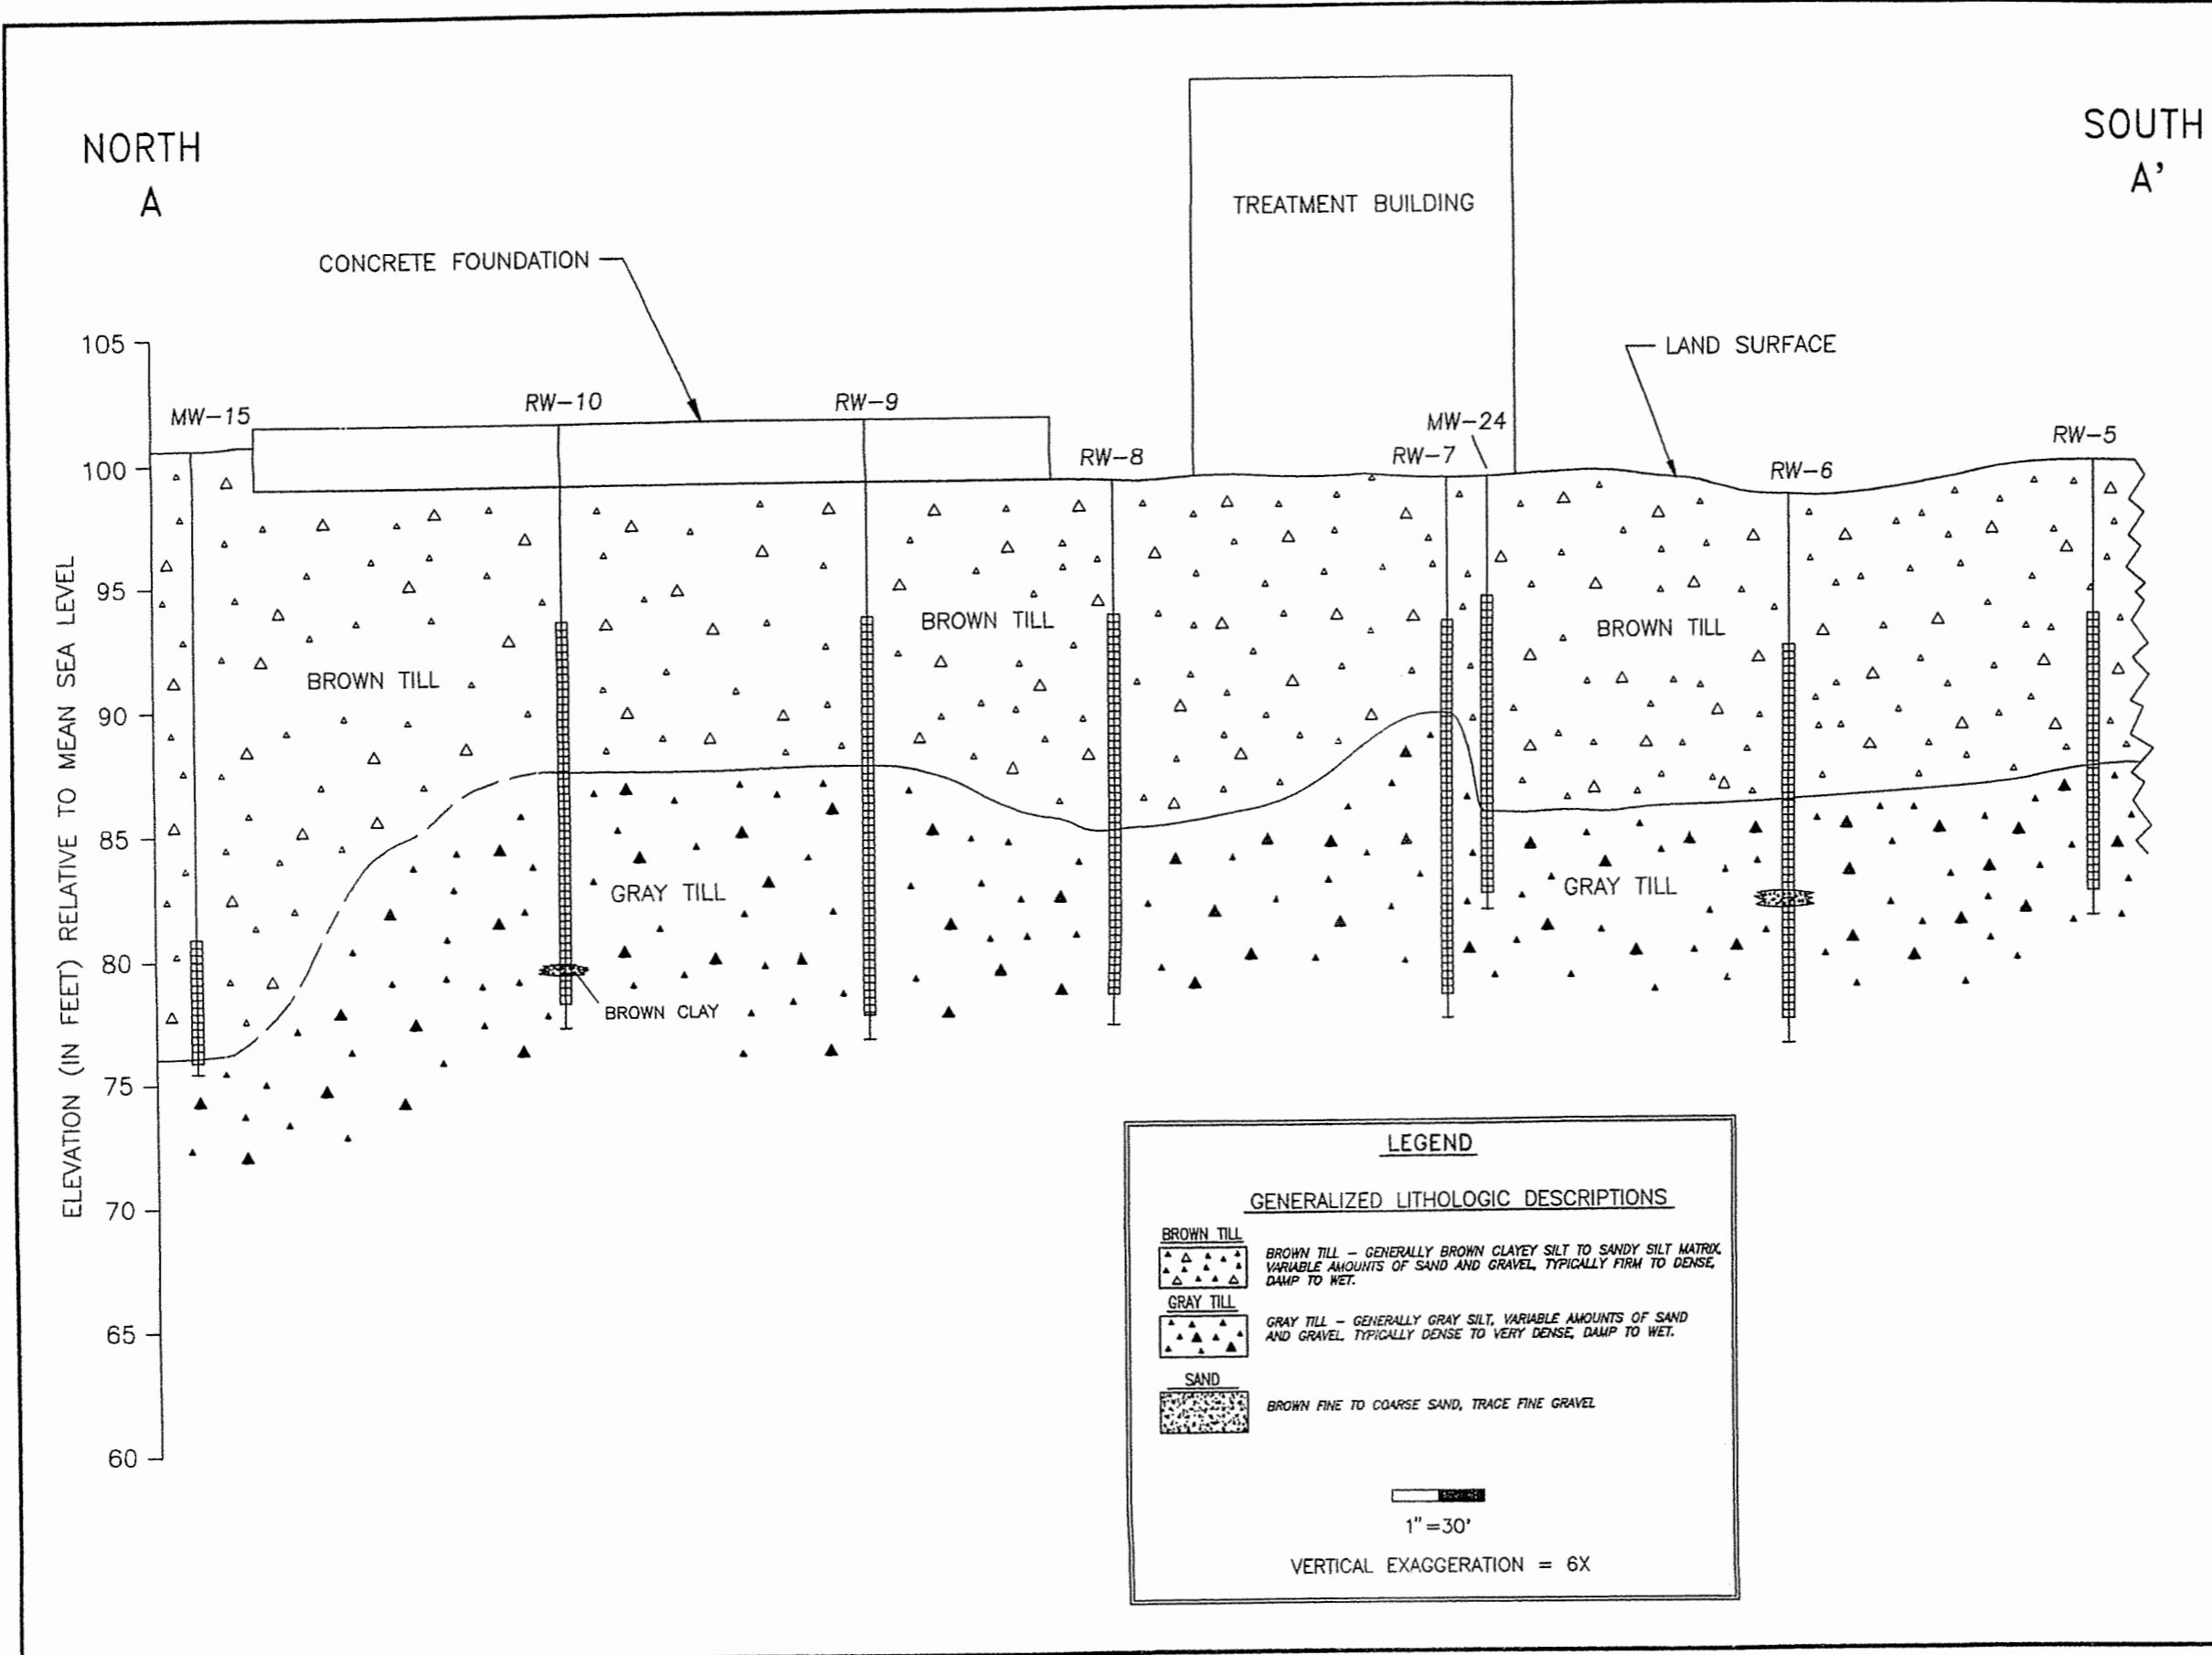 NORTH
A
SOUTH
A'
TREATMENT BUILDING
CONCRETE FOUNDATION
LAND SURFACE
MW-15
RW-10
RW-9
RW-8
RW-7
MW-24
RW-6
RW-5
ELEVATION (IN FEET) RELATIVE TO MEAN SEA LEVEL
105
100
95
90
85
80
75
70
65
60
BROWN TILL
BROWN TILL
BROWN TILL
GRAY TILL
GRAY TILL
BROWN CLAY
LEGEND
GENERALIZED LITHOLOGIC DESCRIPTIONS
BROWN TILL
BROWN TILL – GENERALLY BROWN CLAYEY SILT TO SANDY SILT MATRIX,
VARIABLE AMOUNTS OF SAND AND GRAVEL, TYPICALLY FIRM TO DENSE,
DAMP TO WET.
GRAY TILL
GRAY TILL – GENERALLY GRAY SILT, VARIABLE AMOUNTS OF SAND
AND GRAVEL, TYPICALLY DENSE TO VERY DENSE, DAMP TO WET.
SAND
BROWN FINE TO COARSE SAND, TRACE FINE GRAVEL
1"=30'
VERTICAL EXAGGERATION = 6X